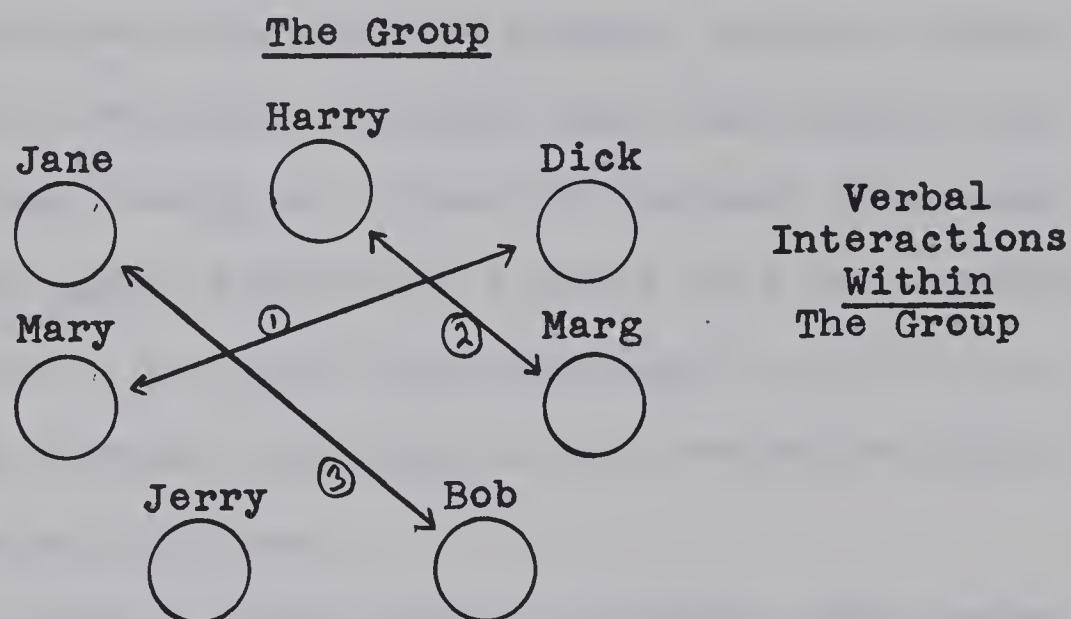 The Group
Harry
Jane
Dick
Verbal
Interactions
Within
The Group
①
②
Mary
Marg
③
Jerry
Bob